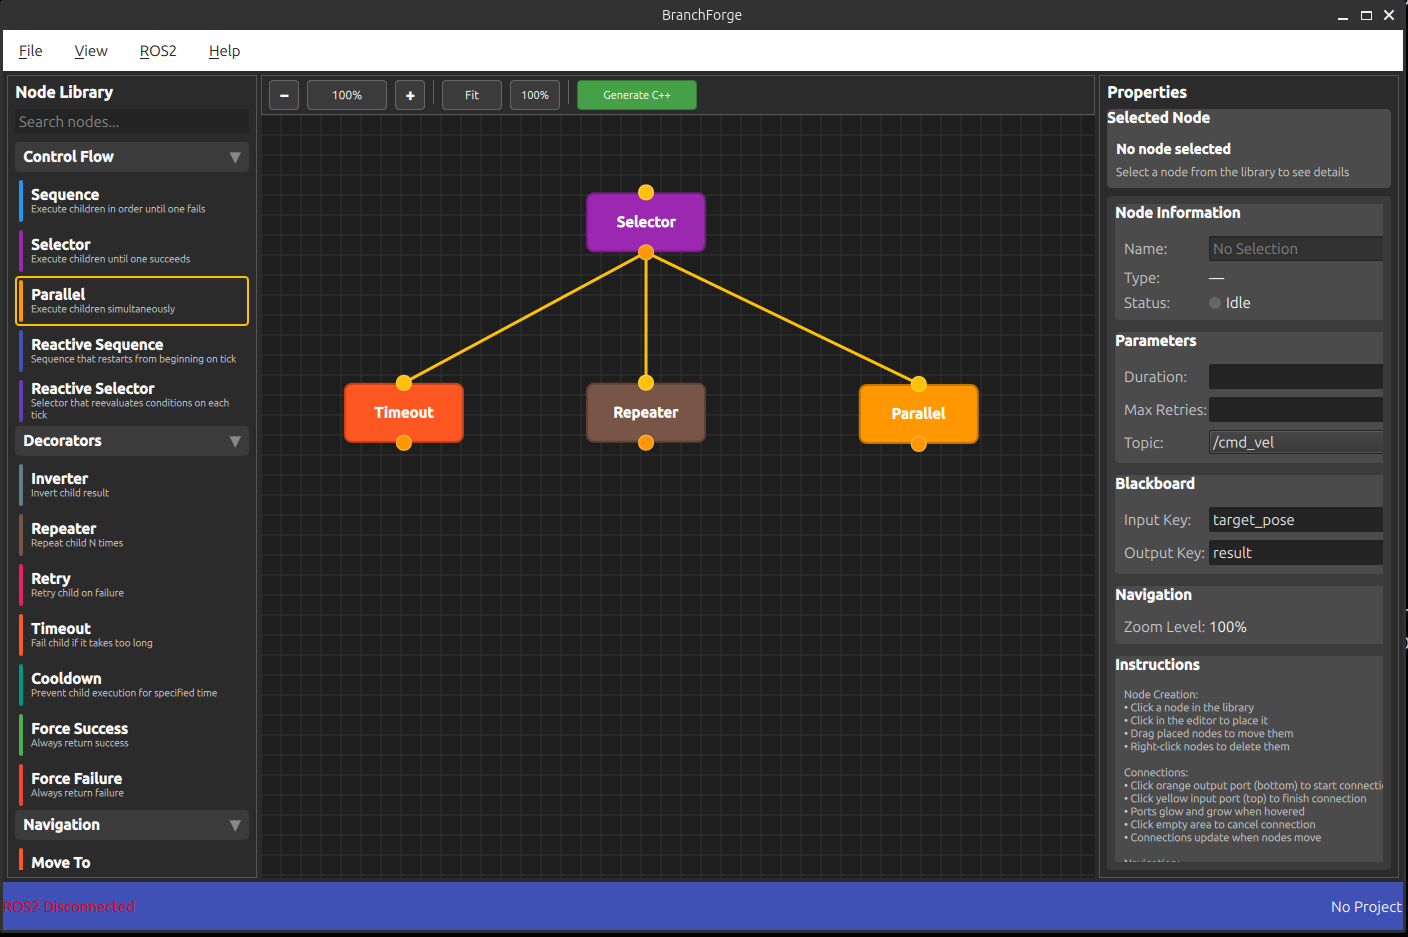 BranchForge
File View ROS2 Help
Node Library
Search nodes...
Control Flow
Sequence
Execute children in order until one fails
Selector
Execute children until one succeeds
Parallel
Execute children simultaneously
Reactive Sequence
Sequence that restarts from beginning on tick
Reactive Selector
Selector that reevaluates conditions on each
tick
Decorators
Inverter
Invert child result
Repeater
Repeat child N times
Retry
Retry child on failure
Timeout
Fail child if it takes too long
Cooldown
Prevent child execution for specified time
Force Success
Always return success
Force Failure
Always return failure
Navigation
Move To
− 100% + Fit 100% Generate C++
Selector
Timeout Repeater Parallel
Properties
Selected Node
No node selected
Select a node from the library to see details
Node Information
Name: No Selection
Type: —
Status: Idle
Parameters
Duration:
Max Retries:
Topic: /cmd_vel
Blackboard
Input Key: target_pose
Output Key: result
Navigation
Zoom Level: 100%
Instructions
Node Creation:
• Click a node in the library
• Click in the editor to place it
• Drag placed nodes to move them
• Right-click nodes to delete them
Connections:
• Click orange output port (bottom) to start connecti
• Click yellow input port (top) to finish connection
• Ports glow and grow when hovered
• Click empty area to cancel connection
• Connections update when nodes move
ROS2 Disconnected
No Project